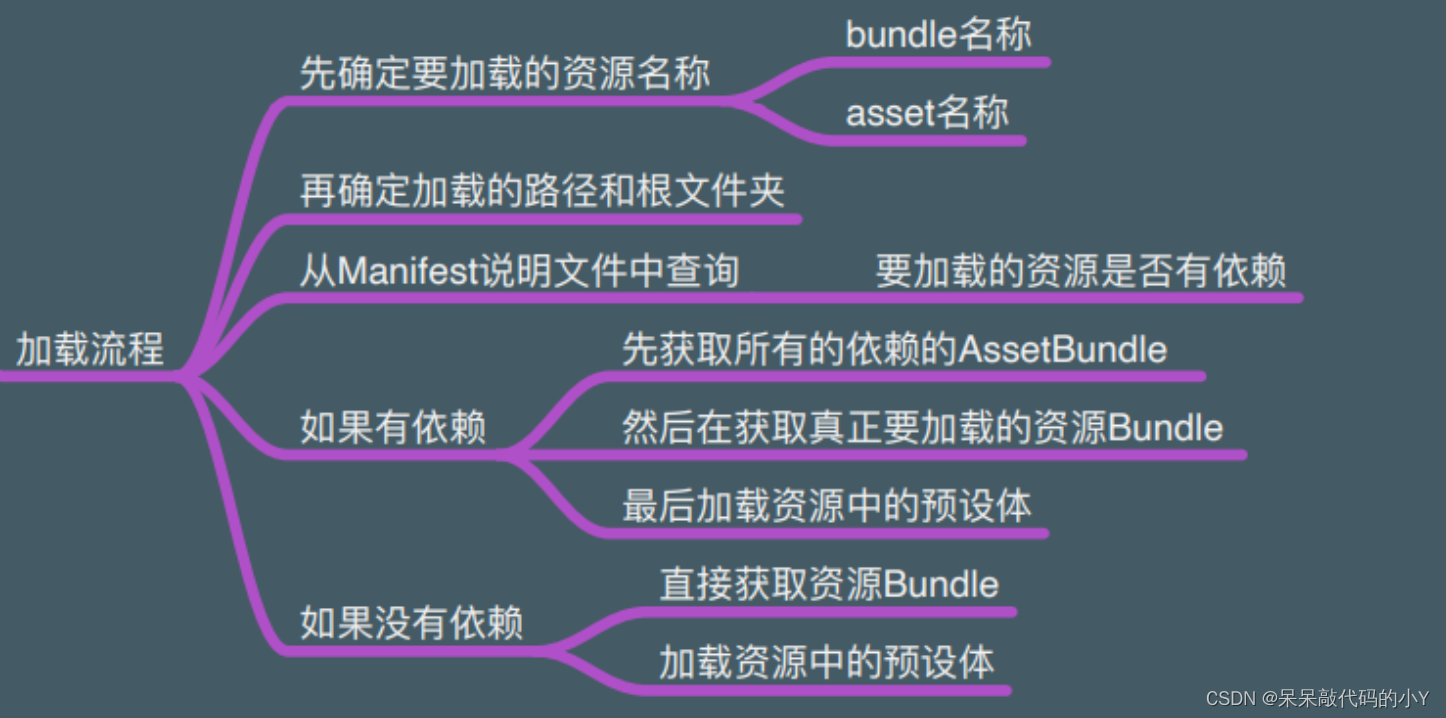 加载流程
先确定要加载的资源名称
bundle名称
asset名称
再确定加载的路径和根文件夹
从Manifest说明文件中查询
要加载的资源是否有依赖
如果有依赖
先获取所有的依赖的AssetBundle
然后在获取真正要加载的资源Bundle
最后加载资源中的预设体
如果没有依赖
直接获取资源Bundle
加载资源中的预设体
CSDN @呆呆敲代码的小Y